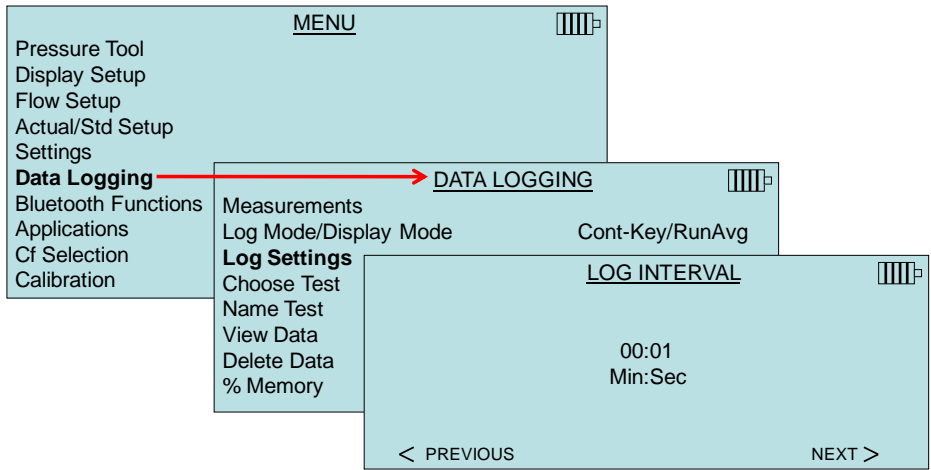 MENU
Pressure Tool
Display Setup
Flow Setup
Actual/Std Setup
Settings
Data Logging
Bluetooth Functions
Applications
Cf Selection
Calibration
DATA LOGGING
Measurements
Log Mode/Display Mode Cont-Key/RunAvg
Log Settings
Choose Test
Name Test
View Data
Delete Data
% Memory
LOG INTERVAL
00:01
Min:Sec
< PREVIOUS NEXT >